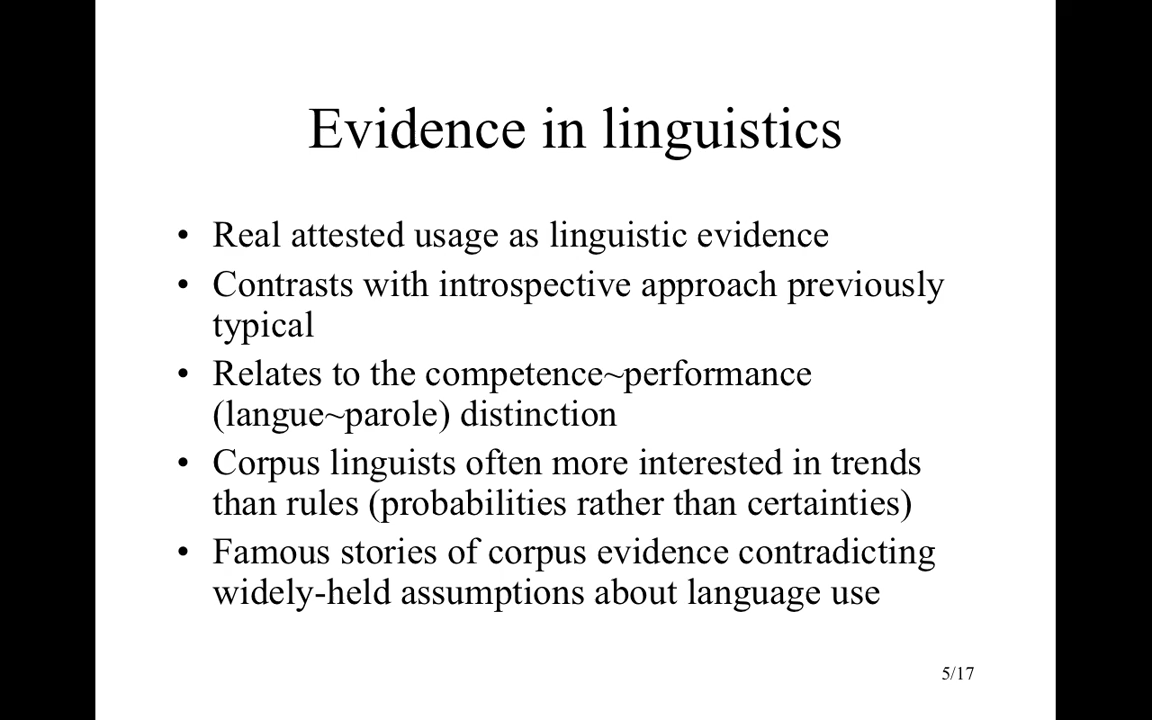 Evidence in linguistics
• Real attested usage as linguistic evidence
• Contrasts with introspective approach previously
typical
• Relates to the competence~performance
(langue~parole) distinction
• Corpus linguists often more interested in trends
than rules (probabilities rather than certainties)
• Famous stories of corpus evidence contradicting
widely-held assumptions about language use
5/17